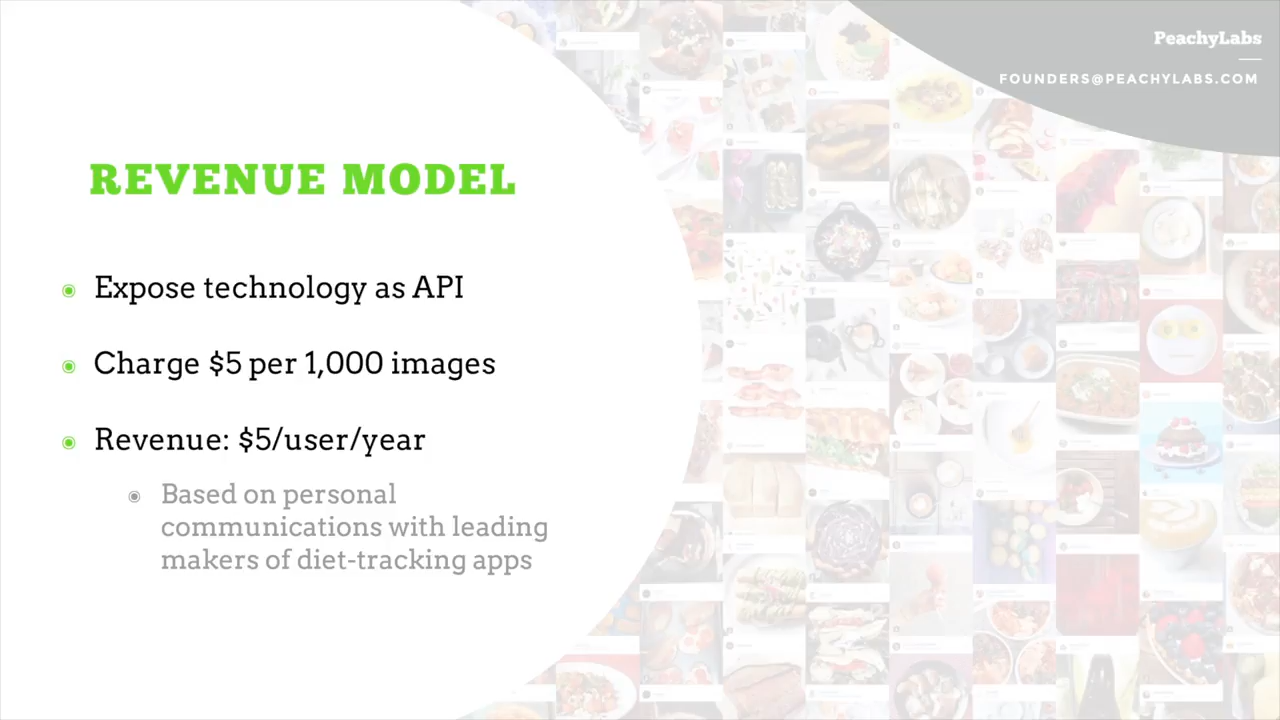 PeachyLabs
FOUNDERS@PEACHYLABS.COM
REVENUE MODEL
Expose technology as API
Charge $5 per 1,000 images
Revenue: $5/user/year
Based on personal
communications with leading
makers of diet-tracking apps